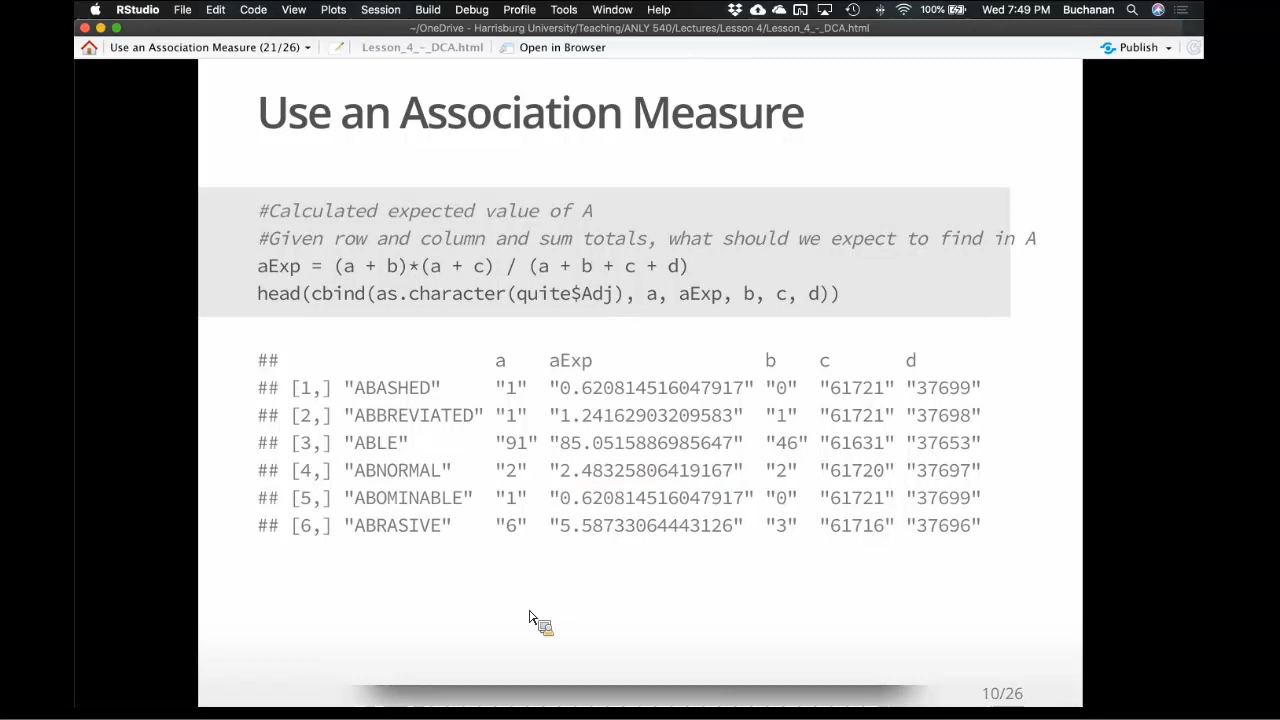 RStudio File Edit Code View Plots Session Build Debug Profile Tools Window Help 100% Wed 7:49 PM Buchanan
~/OneDrive - Harrisburg University/Teaching/ANLY 540/Lectures/Lesson 4/Lesson_4_-_DCA.html
Use an Association Measure (21/26) Lesson_4_-_DCA.html Open in Browser Publish
Use an Association Measure
#Calculated expected value of A
#Given row and column and sum totals, what should we expect to find in A
aExp = (a + b)*(a + c) / (a + b + c + d)
head(cbind(as.character(quite$Adj), a, aExp, b, c, d))
## a aExp b c d
## [1,] "ABASHED" "1" "0.620814516047917" "0" "61721" "37699"
## [2,] "ABBREVIATED" "1" "1.24162903209583" "1" "61721" "37698"
## [3,] "ABLE" "91" "85.0515886985647" "46" "61631" "37653"
## [4,] "ABNORMAL" "2" "2.48325806419167" "2" "61720" "37697"
## [5,] "ABOMINABLE" "1" "0.620814516047917" "0" "61721" "37699"
## [6,] "ABRASIVE" "6" "5.58733064443126" "3" "61716" "37696"
10/26